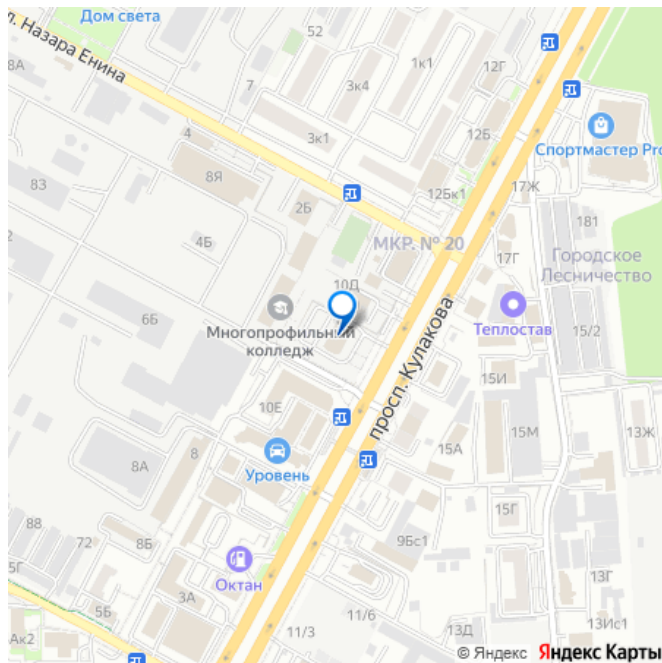 Дом света
52
л. Назара Енина
8А
7
1к1
12Г
3к4
3к1
4
12Б
Спортмастер Pro
8Я
83
2Б
12Бк1
17Ж
181
4Б
МКР. № 20
17Г
Городское
Лесничество
10Д
6Б
Многопрофильный
колледж
просп. Кулакова
Теплостав
15/2
15И
10Е
15М
13Ж
8А
8
Уровень
15А
15Г
88
72
8Б
9Бс1
5Г
Октан
3А
5Б
13Г
11/6
Ак2
11/3
13Д
13Ис1
© Яндекс Яндекс Карты